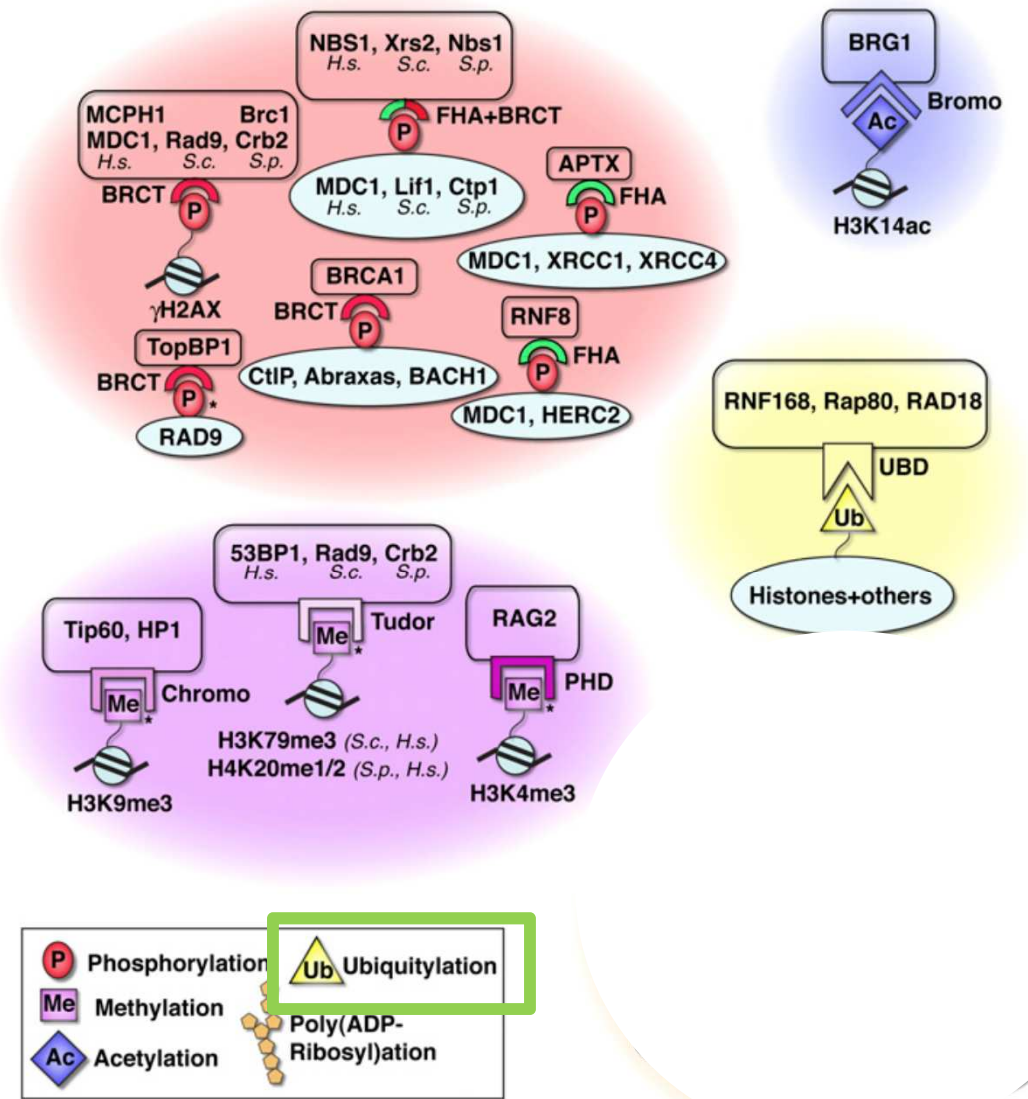 NBS1, Xrs2, Nbs1
H.s. S.c. S.p.
FHA+BRCT
P
MDC1, Lif1, Ctp1
H.s. S.c. S.p.
MCPH1 Brc1
MDC1, Rad9, Crb2
H.s. S.c. S.p.
BRCT
P
γH2AX
APTX
FHA
P
MDC1, XRCC1, XRCC4
BRCA1
BRCT
P
CtIP, Abraxas, BACH1
RNF8
FHA
P
MDC1, HERC2
TopBP1
BRCT
P *
RAD9
BRG1
Bromo
Ac
H3K14ac
RNF168, Rap80, RAD18
UBD
Ub
Histones+others
53BP1, Rad9, Crb2
H.s. S.c. S.p.
Tudor
Me *
H3K79me3 (S.c., H.s.)
H4K20me1/2 (S.p., H.s.)
Tip60, HP1
Chromo
Me *
H3K9me3
RAG2
PHD
Me *
H3K4me3
P Phosphorylation
Me Methylation
Ac Acetylation
Ub Ubiquitylation
Poly(ADP-
Ribosyl)ation